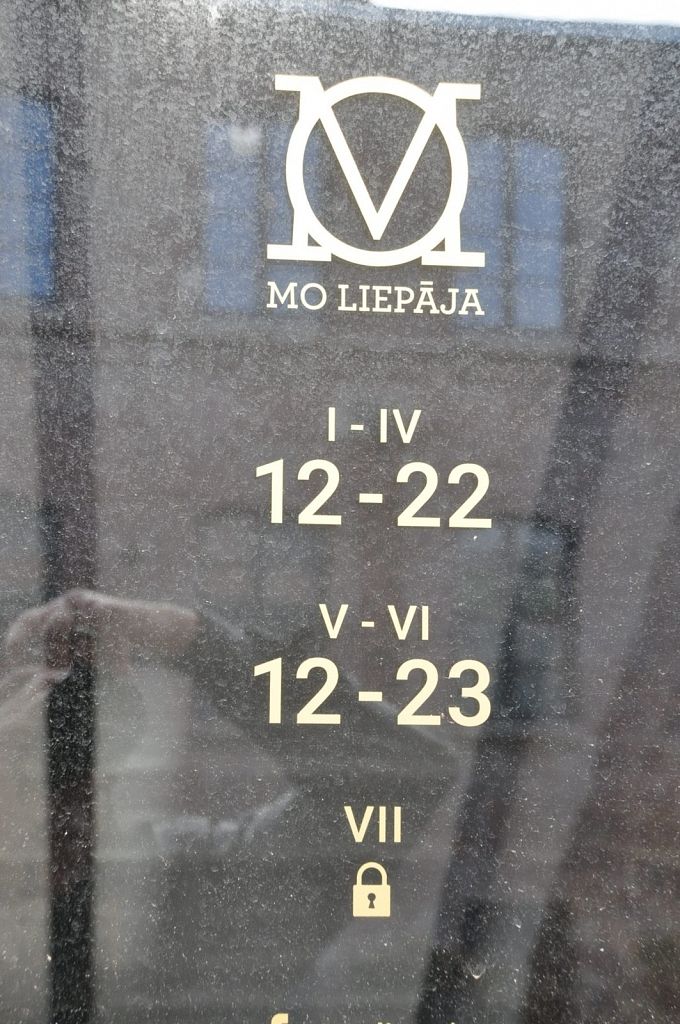 MO LIEPĀJA
I - IV
12 - 22
V - VI
12 - 23
VII